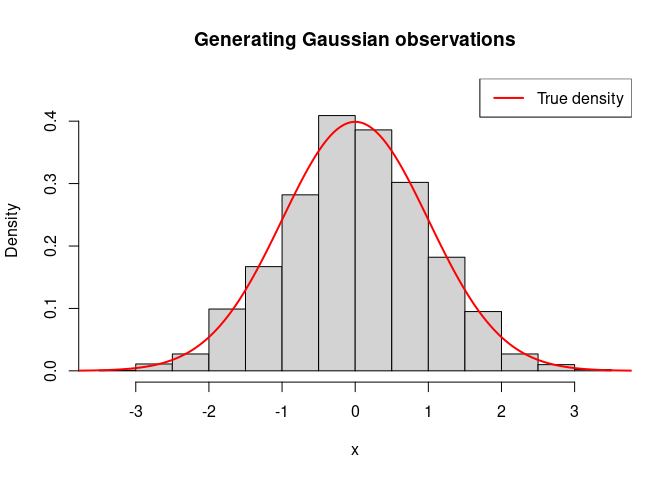 Generating Gaussian observations
True density
Density
0.4
0.3
0.2
0.1
0.0
-3 -2 -1 0 1 2 3
x